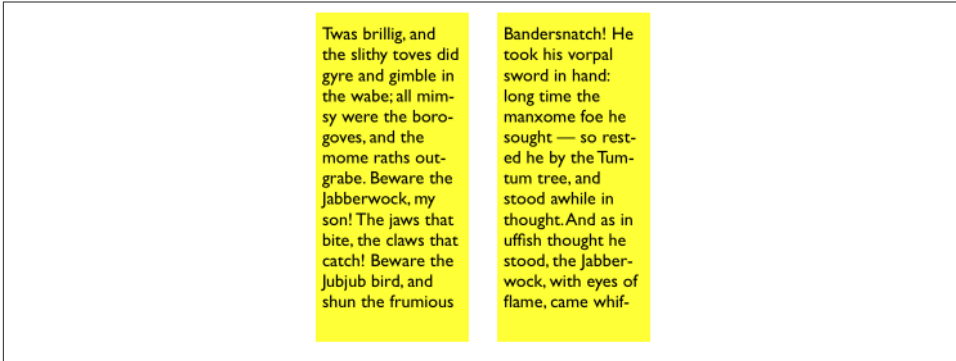 Twas brillig, and
the slithy toves did
gyre and gimble in
the wabe; all mim-
sy were the boro-
goves, and the
mome raths out-
grabe. Beware the
Jabberwock, my
son! The jaws that
bite, the claws that
catch! Beware the
Jubjub bird, and
shun the frumious
Bandersnatch! He
took his vorpal
sword in hand:
long time the
manxome foe he
sought — so rest-
ed he by the Tum-
tum tree, and
stood awhile in
thought. And as in
uffish thought he
stood, the Jabber-
wock, with eyes of
flame, came whif-